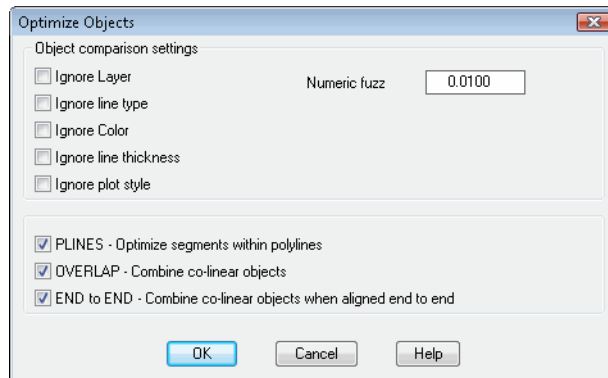 Optimize Objects
Object comparison settings
Ignore Layer
Numeric fuzz 0.0100
Ignore line type
Ignore Color
Ignore line thickness
Ignore plot style
PLINES - Optimize segments within polylines
OVERLAP - Combine co-linear objects
END to END - Combine co-linear objects when aligned end to end
OK Cancel Help